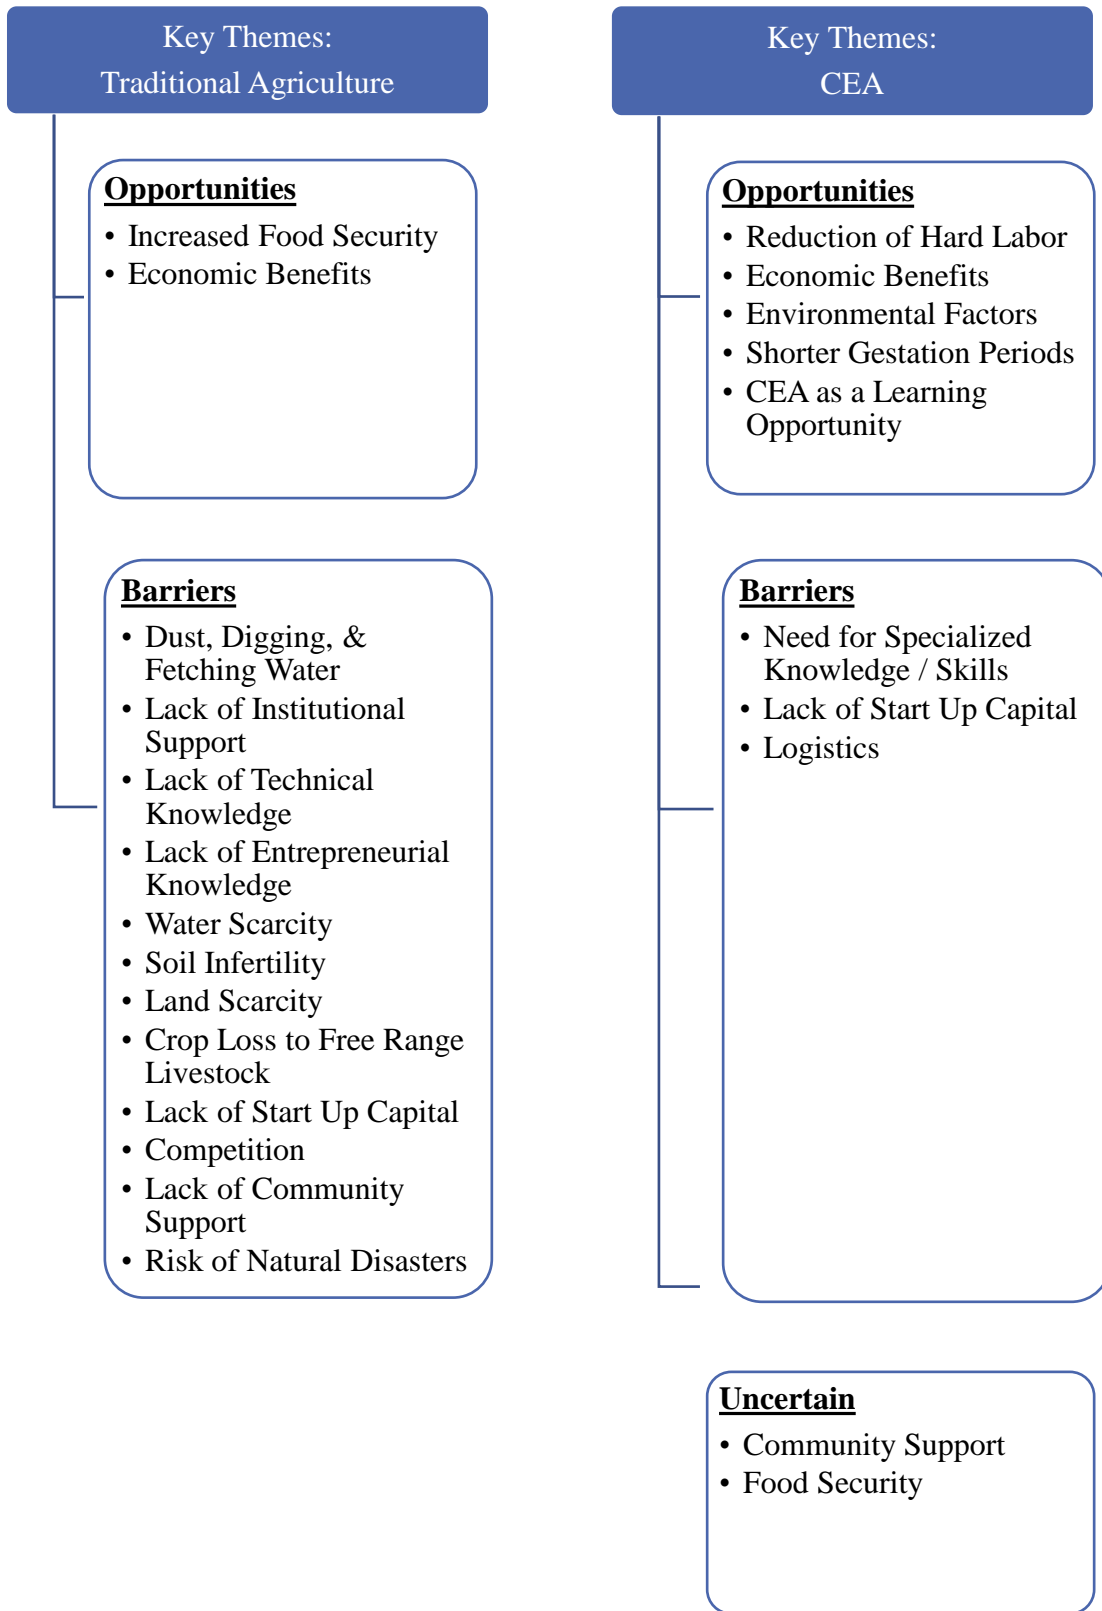 Key Themes:
Traditional Agriculture
Opportunities
• Increased Food Security
• Economic Benefits
Barriers
• Dust, Digging, &
Fetching Water
• Lack of Institutional
Support
• Lack of Technical
Knowledge
• Lack of Entrepreneurial
Knowledge
• Water Scarcity
• Soil Infertility
• Land Scarcity
• Crop Loss to Free Range
Livestock
• Lack of Start Up Capital
• Competition
• Lack of Community
Support
• Risk of Natural Disasters
Key Themes:
CEA
Opportunities
• Reduction of Hard Labor
• Economic Benefits
• Environmental Factors
• Shorter Gestation Periods
• CEA as a Learning
Opportunity
Barriers
• Need for Specialized
Knowledge / Skills
• Lack of Start Up Capital
• Logistics
Uncertain
• Community Support
• Food Security